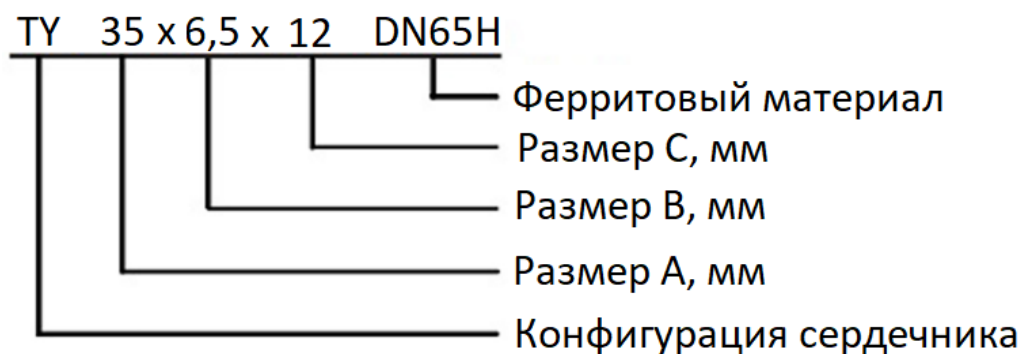 TY 35 x 6,5 x 12 DN65H
Ферритовый материал
Размер C, мм
Размер B, мм
Размер A, мм
Конфигурация сердечника